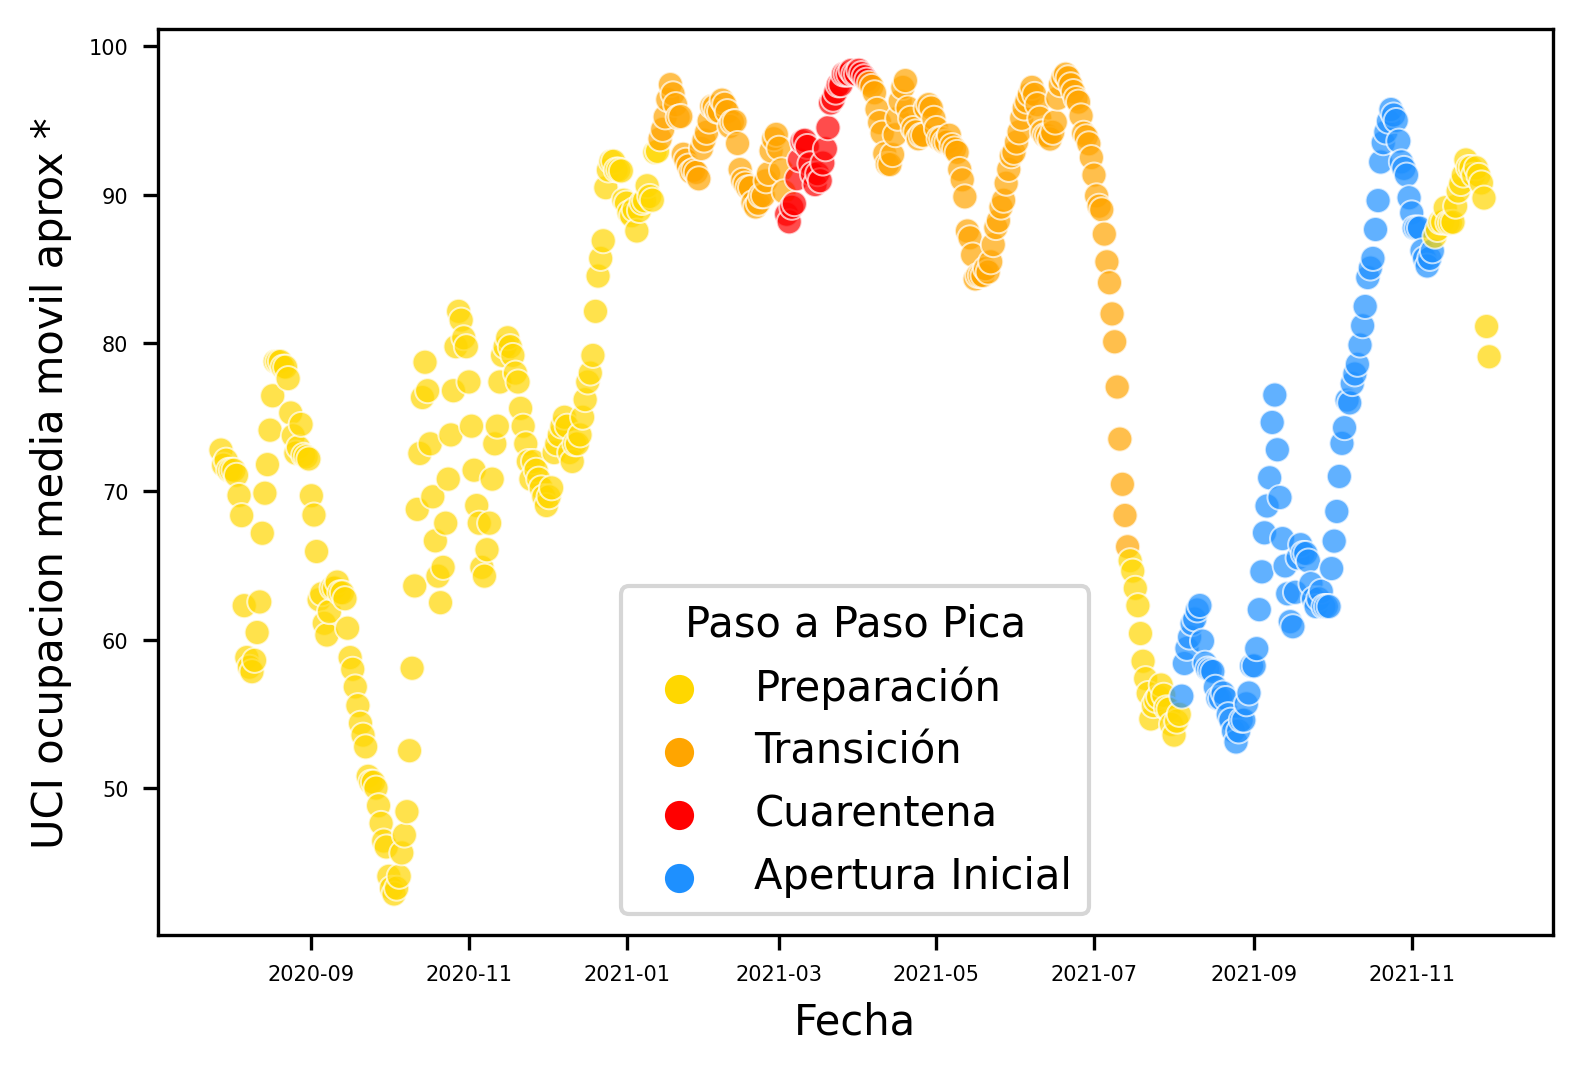 UCI ocupacion media movil aprox *
100
90
80
70
60
50
Paso a Paso Pica
Preparación
Transición
Cuarentena
Apertura Inicial
2020-09 2020-11 2021-01 2021-03 2021-05 2021-07 2021-09 2021-11
Fecha